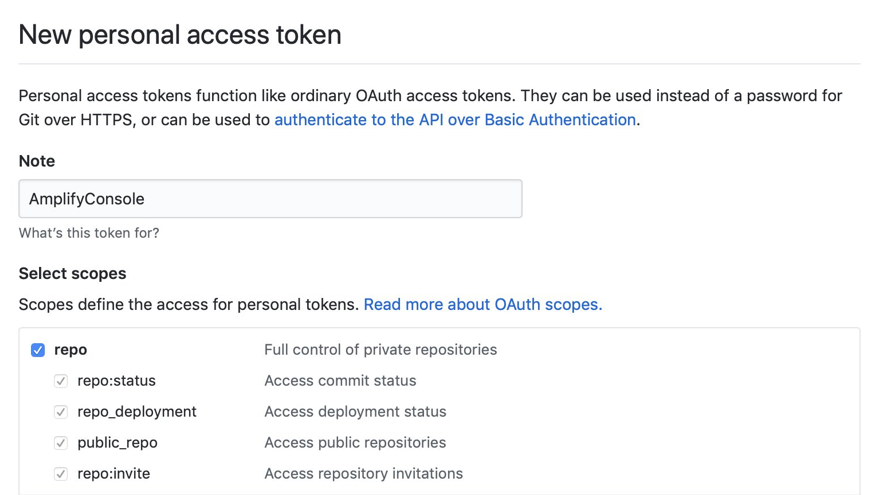 New personal access token
Personal access tokens function like ordinary OAuth access tokens. They can be used instead of a password for
Git over HTTPS, or can be used to authenticate to the API over Basic Authentication.
Note
AmplifyConsole
What's this token for?
Select scopes
Scopes define the access for personal tokens. Read more about OAuth scopes.
repo Full control of private repositories
repo:status Access commit status
repo_deployment Access deployment status
public_repo Access public repositories
repo:invite Access repository invitations